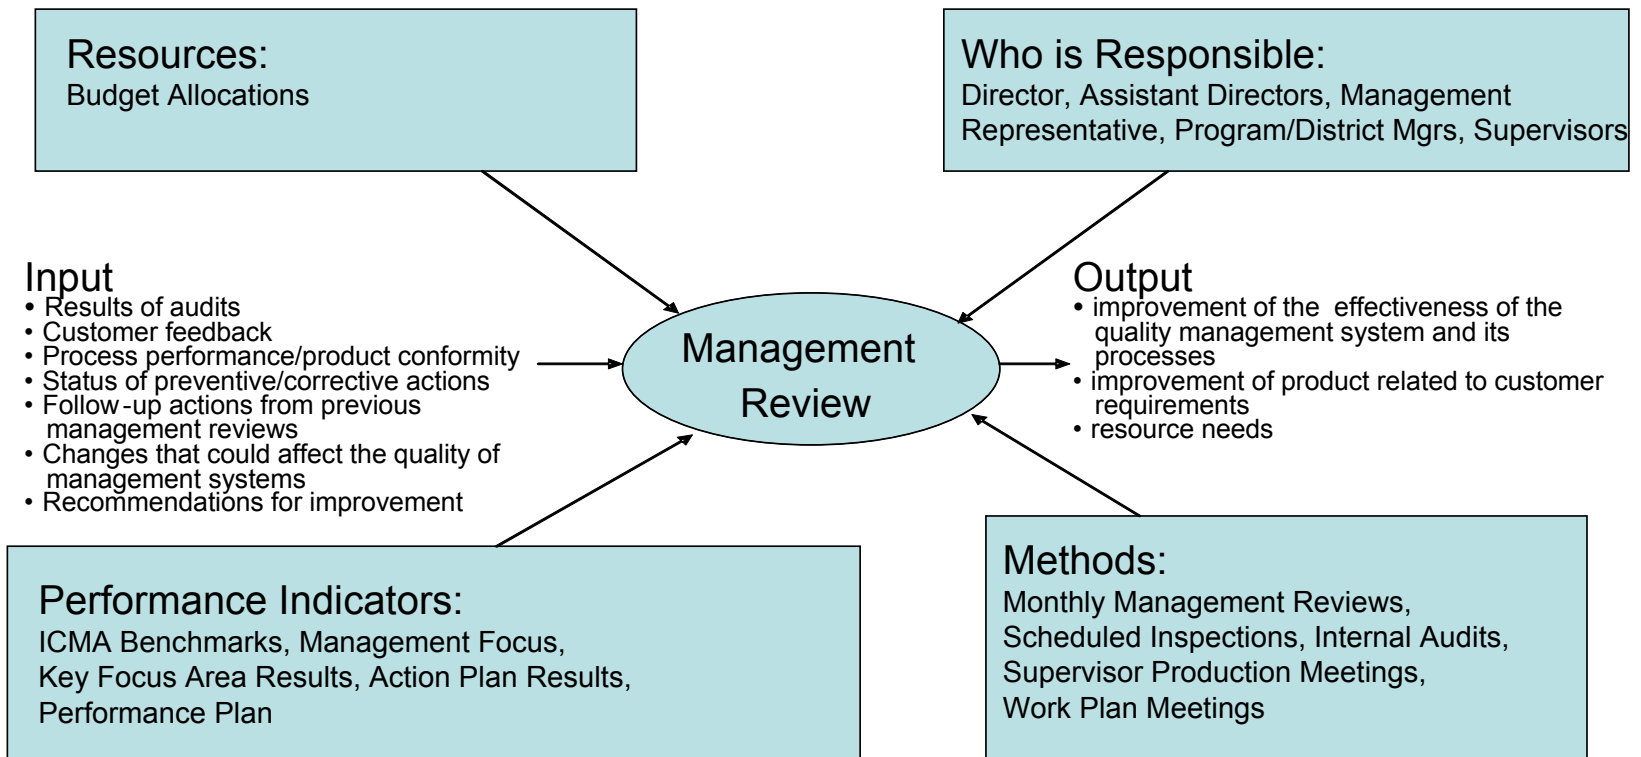 Resources:
Budget Allocations
Who is Responsible:
Director, Assistant Directors, Management
Representative, Program/District Mgrs, Supervisors
Input
• Results of audits
• Customer feedback
• Process performance/product conformity
• Status of preventive/corrective actions
• Follow-up actions from previous
management reviews
• Changes that could affect the quality of
management systems
• Recommendations for improvement
Management
Review
Output
• improvement of the effectiveness of the
quality management system and its
processes
• improvement of product related to customer
requirements
• resource needs
Performance Indicators:
ICMA Benchmarks, Management Focus,
Key Focus Area Results, Action Plan Results,
Performance Plan
Methods:
Monthly Management Reviews,
Scheduled Inspections, Internal Audits,
Supervisor Production Meetings,
Work Plan Meetings